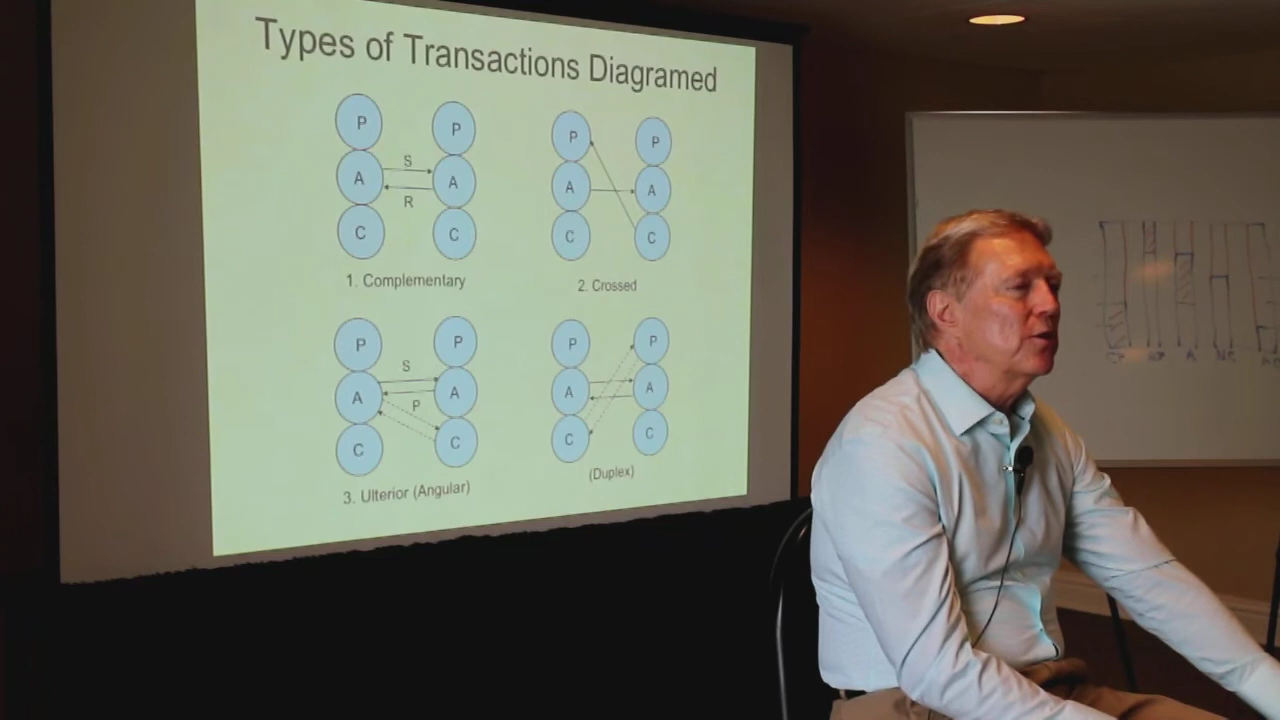 Types of Transactions Diagramed
P P P P
S
A A A A
R
C C C C
1. Complementary
2. Crossed
P P P P
S
A A A A
P
C C C C
3. Ulterior (Angular)
(Duplex)
A